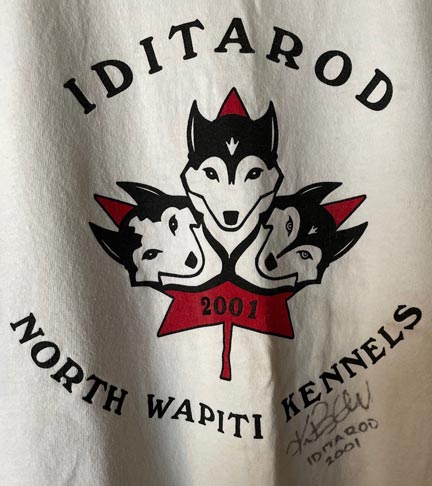 IDITAROD
2001
NORTH WAPITI KENNELS
IDITAROD
2001